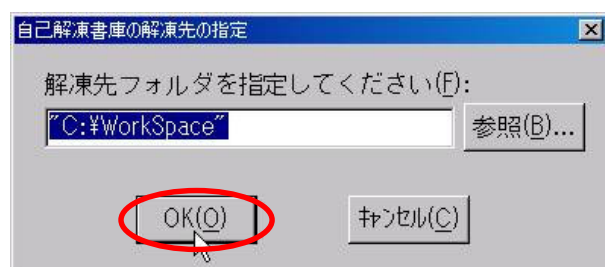 自己解凍書庫の解凍先の指定
解凍先フォルダを指定してください(F):
"C:¥WorkSpace"
参照(B)...
OK(O)
ｷｬﾝｾﾙ(C)